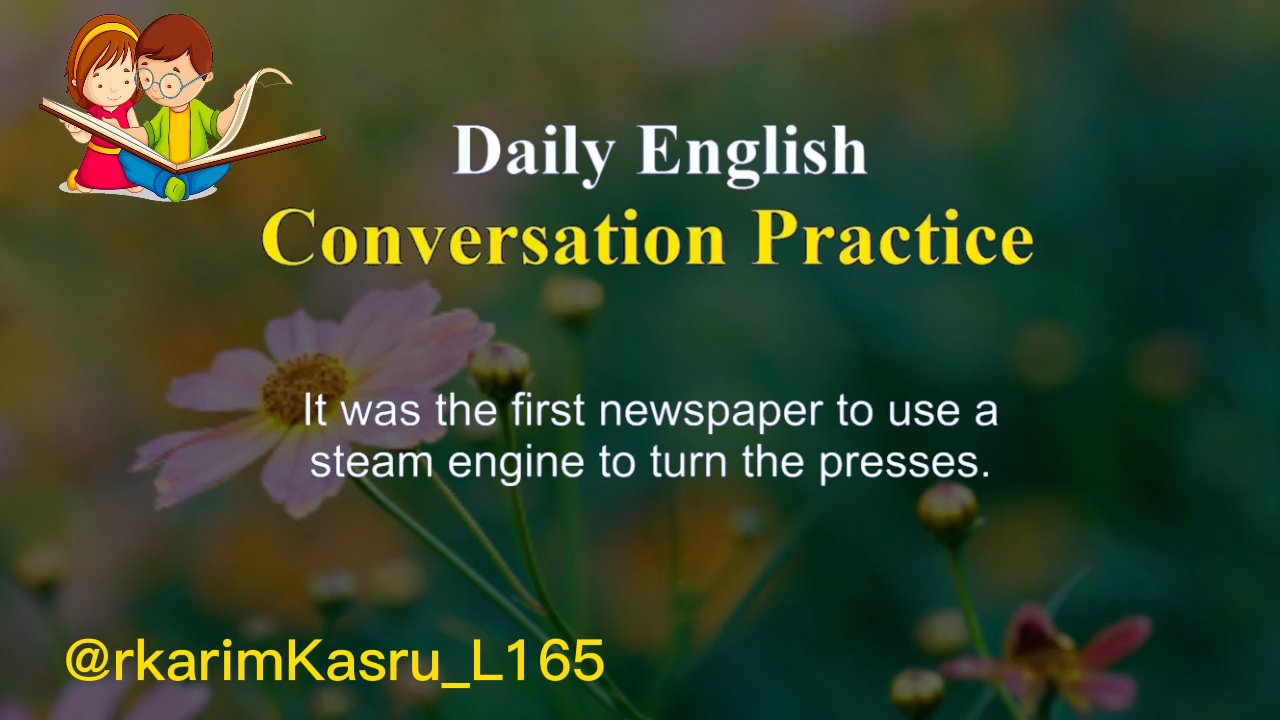 Daily English
Conversation Practice
It was the first newspaper to use a
steam engine to turn the presses.
@rkarimKasru_L165